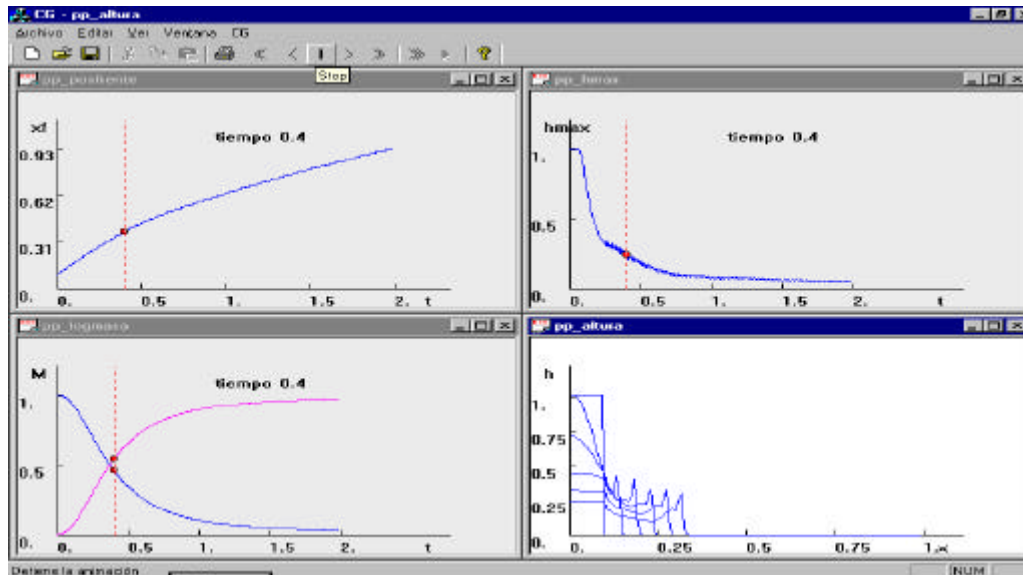 CG - pp_altura
Archivo Editar Ver Ventana CG
Stop
pp_posfrente
xf
tiempo 0.4
0.93
0.62
0.31
0.
0. 0.5 1. 1.5 2. t
pp_hmax
hmax
tiempo 0.4
1.
0.5
0.
0. 0.5 1. 1.5 2. t
M
tiempo 0.4
1.
0.5
0.
0. 0.5 1. 1.5 2. t
pp_altura
h
1.
0.75
0.5
0.25
0.
0. 0.25 0.5 0.75 1. x
Detiene la animación
NUM